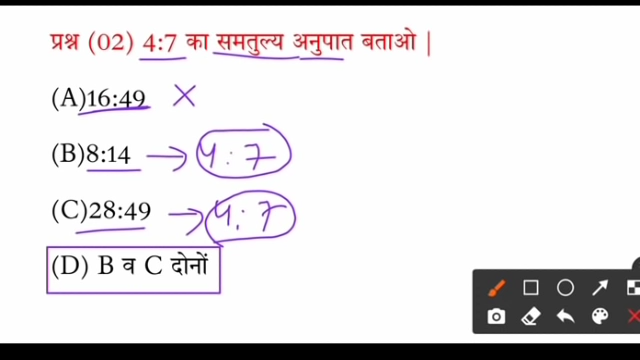 प्रश्न (02) 4:7 का समतुल्य अनुपात बताओ |
(A)16:49 ×
(B)8:14 → 4:7
(C)28:49 → 4:7
(D) B व C दोनों